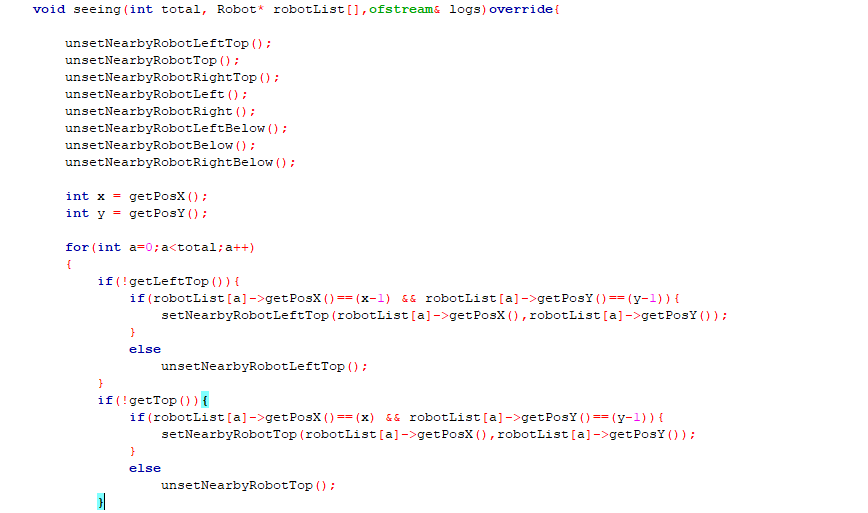 void seeing(int total, Robot* robotList[],ofstream& logs)override{
unsetNearbyRobotLeftTop();
unsetNearbyRobotTop();
unsetNearbyRobotRightTop();
unsetNearbyRobotLeft();
unsetNearbyRobotRight();
unsetNearbyRobotLeftBelow();
unsetNearbyRobotBelow();
unsetNearbyRobotRightBelow();
int x = getPosX();
int y = getPosY();
for(int a=0;a<total;a++)
{
if(!getLeftTop()){
if(robotList[a]->getPosX()==(x-1) && robotList[a]->getPosY()==(y-1)){
setNearbyRobotLeftTop(robotList[a]->getPosX(),robotList[a]->getPosY());
}
else
unsetNearbyRobotLeftTop();
}
if(!getTop()){
if(robotList[a]->getPosX()==(x) && robotList[a]->getPosY()==(y-1)){
setNearbyRobotTop(robotList[a]->getPosX(),robotList[a]->getPosY());
}
else
unsetNearbyRobotTop();
}